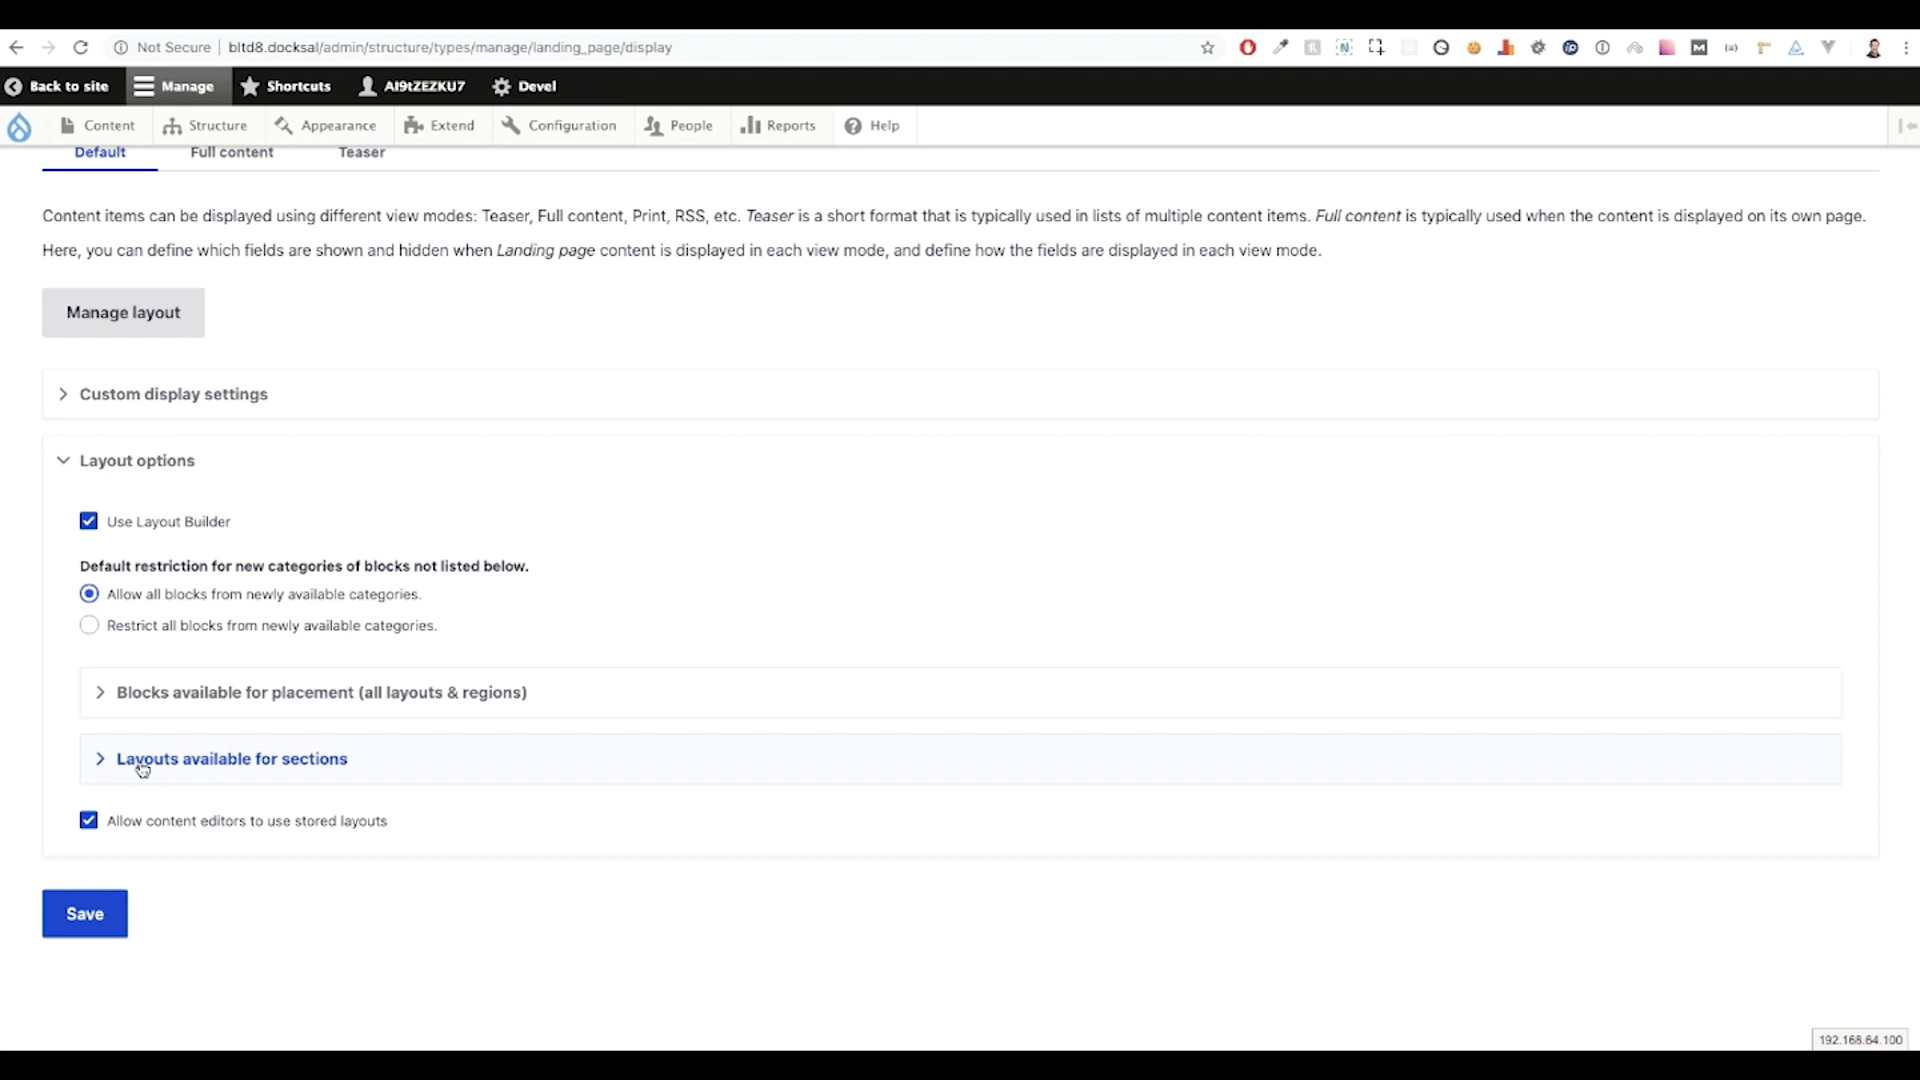 Not Secure | bltd8.docksal/admin/structure/types/manage/landing_page/display
Back to site Manage Shortcuts AI9tZEZKU7 Devel
Content Structure Appearance Extend Configuration People Reports Help
Default Full content Teaser
Content items can be displayed using different view modes: Teaser, Full content, Print, RSS, etc. Teaser is a short format that is typically used in lists of multiple content items. Full content is typically used when the content is displayed on its own page.
Here, you can define which fields are shown and hidden when Landing page content is displayed in each view mode, and define how the fields are displayed in each view mode.
Manage layout
Custom display settings
Layout options
Use Layout Builder
Default restriction for new categories of blocks not listed below.
Allow all blocks from newly available categories.
Restrict all blocks from newly available categories.
Blocks available for placement (all layouts & regions)
Layouts available for sections
Allow content editors to use stored layouts
Save
192.168.64.100